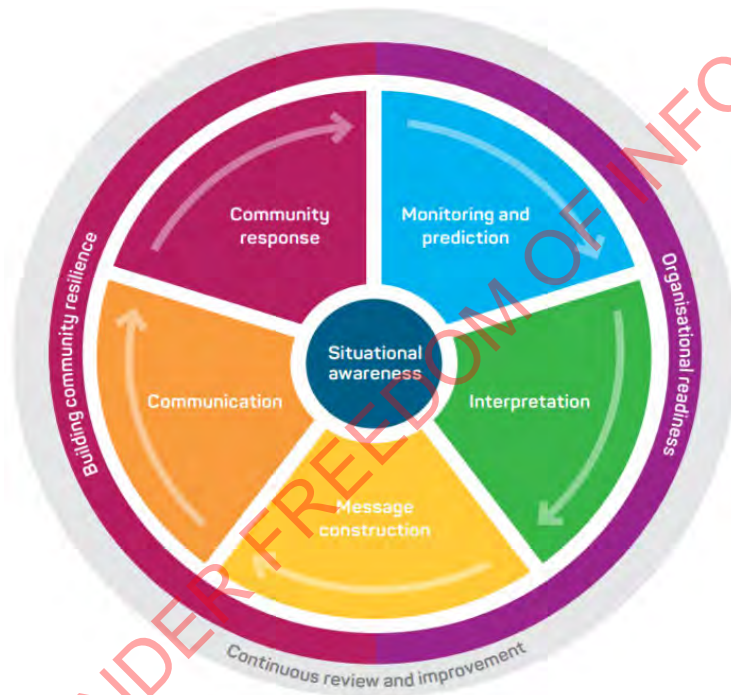 Community
response
Monitoring and
prediction
Situational
awareness
Communication
Interpretation
Message
construction
Building community resilience
Organisational readiness
Continuous review and improvement
NDER FREEDOM OF INFO